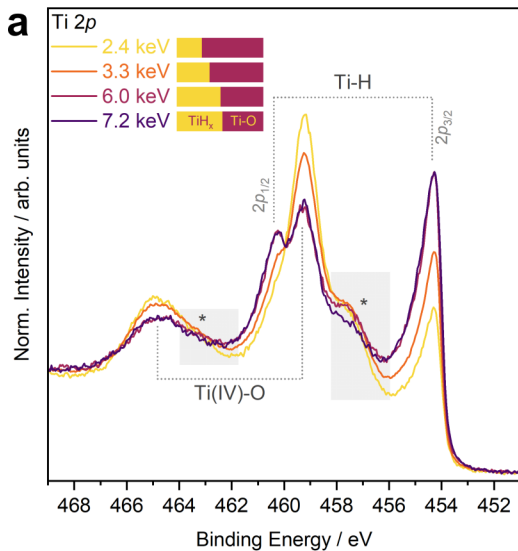 a
Ti 2p
2.4 keV
3.3 keV
6.0 keV
7.2 keV
TiHx Ti-O
Ti-H
2p1/2
2p3/2
*
*
Ti(IV)-O
Norm. Intensity / arb. units
468 466 464 462 460 458 456 454 452
Binding Energy / eV